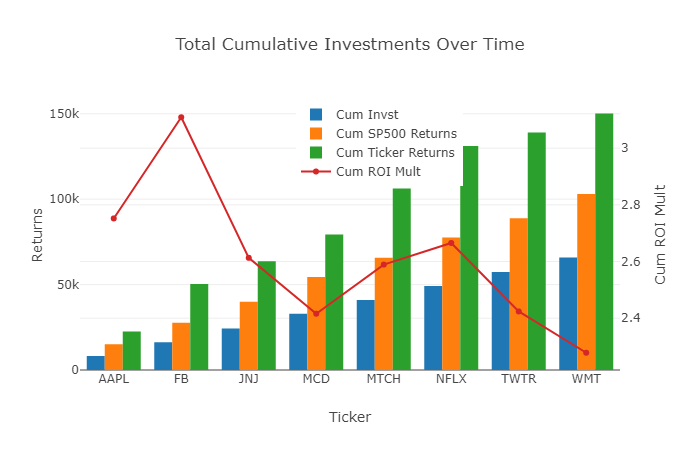 Total Cumulative Investments Over Time
Cum Invst
Cum SP500 Returns
Cum Ticker Returns
Cum ROI Mult
150k
100k
50k
0
Returns
3
2.8
2.6
2.4
Cum ROI Mult
AAPL FB JNJ MCD MTCH NFLX TWTR WMT
Ticker